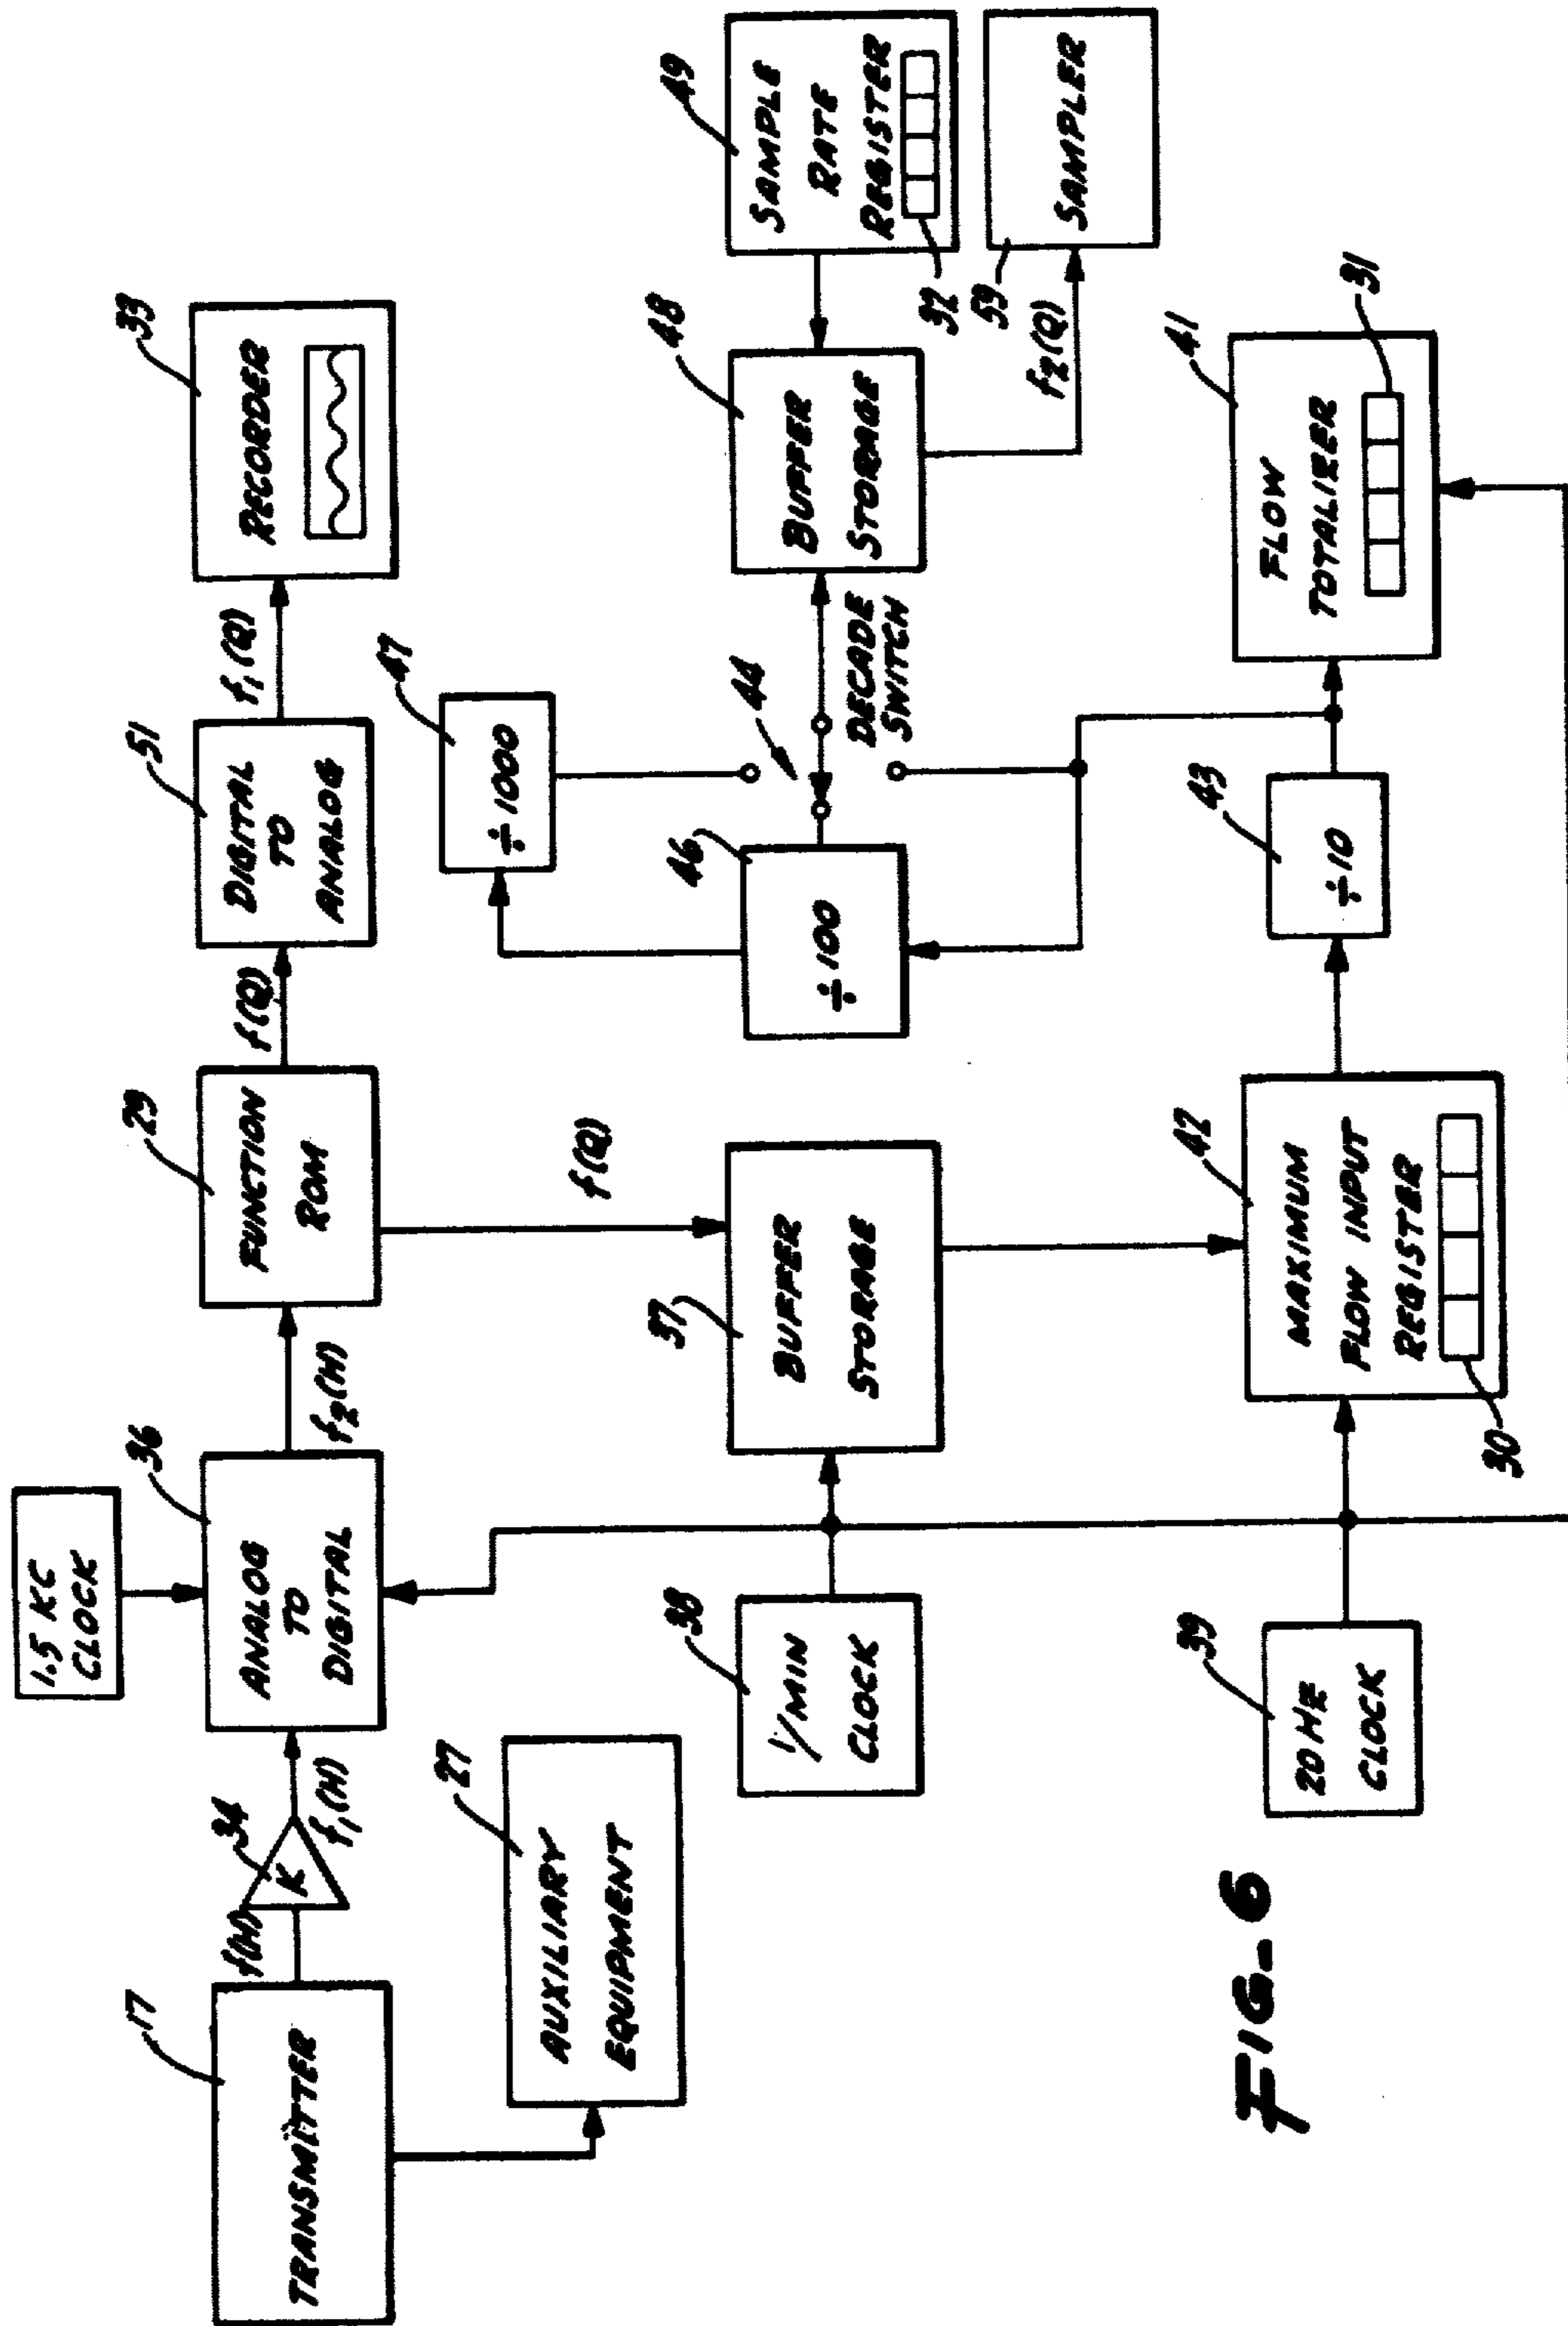 17
TRANSMITTER
f(H)
34
K
f₁(H)
27
AUXILIARY
EQUIPMENT
1.5 KC
CLOCK
36
ANALOG
TO
DIGITAL
f₂(H)
29
FUNCTION
ROM
f(Q)
51
DIGITAL
TO
ANALOG
f₁(Q)
33
RECORDER
f(Q)
38
1/MIN
CLOCK
37
BUFFER
STORAGE
47
÷1000
46
÷100
44
DECADE
SWITCH
48
BUFFER
STORAGE
49
SAMPLE
RATE
REGISTER
32
f₂(Q)
59
SAMPLER
39
20 HZ
CLOCK
42
MAXIMUM
FLOW INPUT
REGISTER
30
43
÷10
41
FLOW
TOTALIZER
31
FIG-6